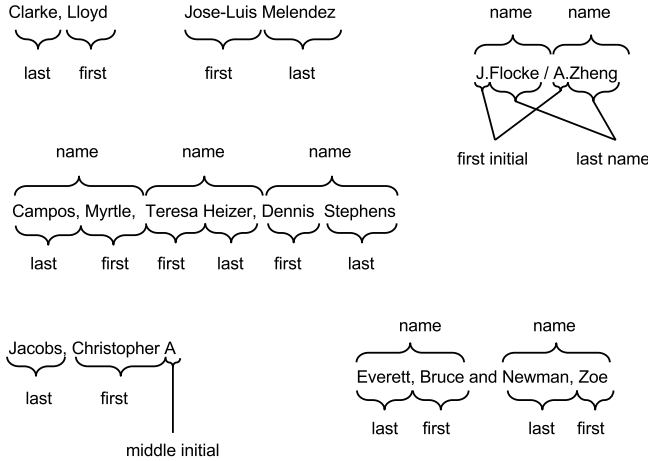 Clarke, Lloyd
last first
Jose-Luis Melendez
first last
name name
J.Flocke / A.Zheng
first initial last name
name name name
Campos, Myrtle, Teresa Heizer, Dennis Stephens
last first first last first last
Jacobs, Christopher A
last first
middle initial
name name
Everett, Bruce and Newman, Zoe
last first last first